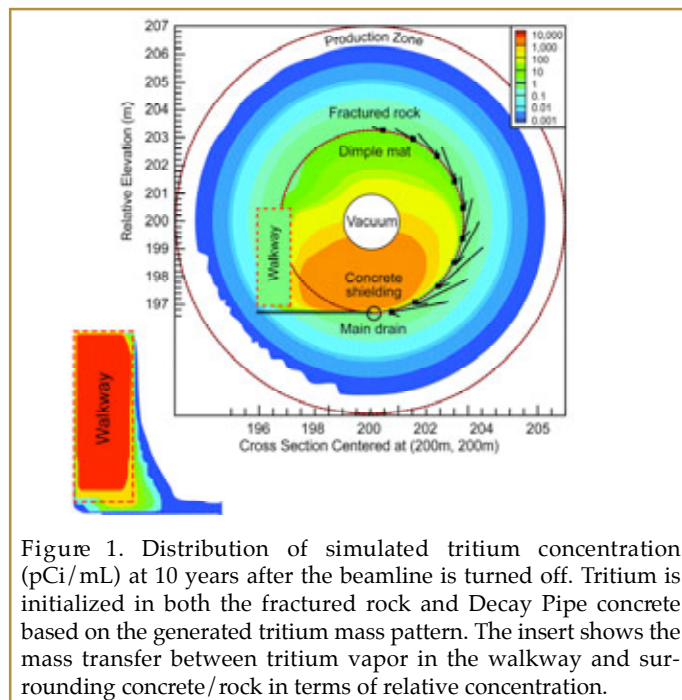 207
206
205
204
203
202
201
200
199
198
197
Relative Elevation (m)
Production Zone
10,000
1,000
100
10
1
0.1
0.01
0.001
Fractured rock
Dimple mat
Vacuum
Walkway
Concrete
shielding
Main drain
196 198 200 202 204 205
Cross Section Centered at (200m, 200m)
Walkway
Figure 1. Distribution of simulated tritium concentration
(pCi/mL) at 10 years after the beamline is turned off. Tritium is
initialized in both the fractured rock and Decay Pipe concrete
based on the generated tritium mass pattern. The insert shows the
mass transfer between tritium vapor in the walkway and sur-
rounding concrete/rock in terms of relative concentration.